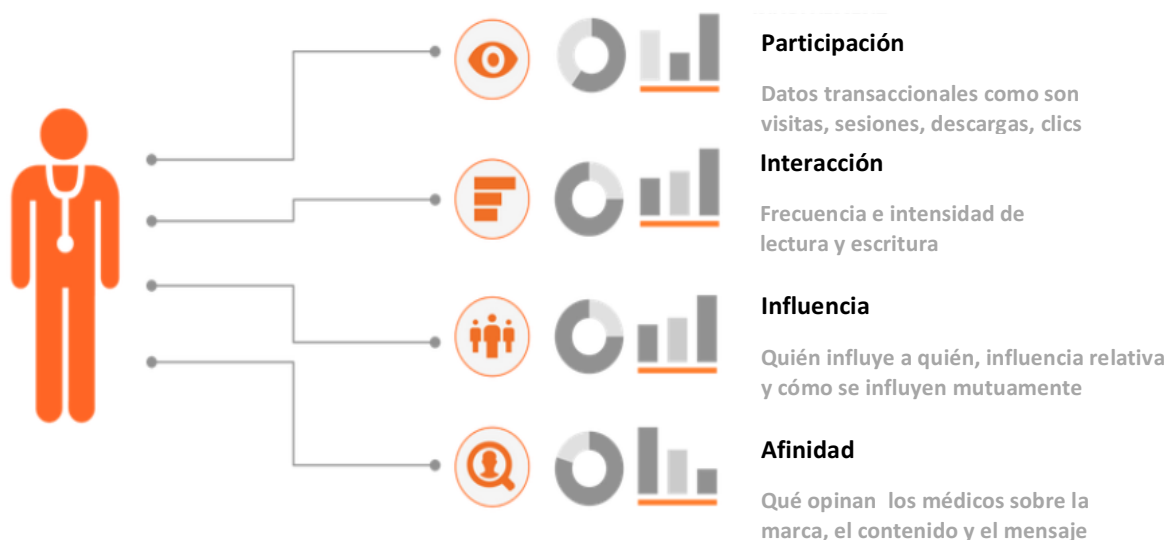 Participación
Datos transaccionales como son
visitas, sesiones, descargas, clics
Interacción
Frecuencia e intensidad de
lectura y escritura
Influencia
Quién influye a quién, influencia relativa
y cómo se influyen mutuamente
Afinidad
Qué opinan los médicos sobre la
marca, el contenido y el mensaje